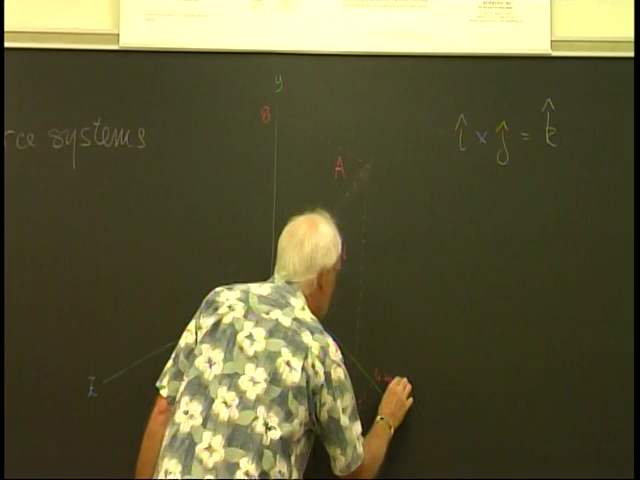 rce systems
y
B
A
î × ĵ = k̂
z